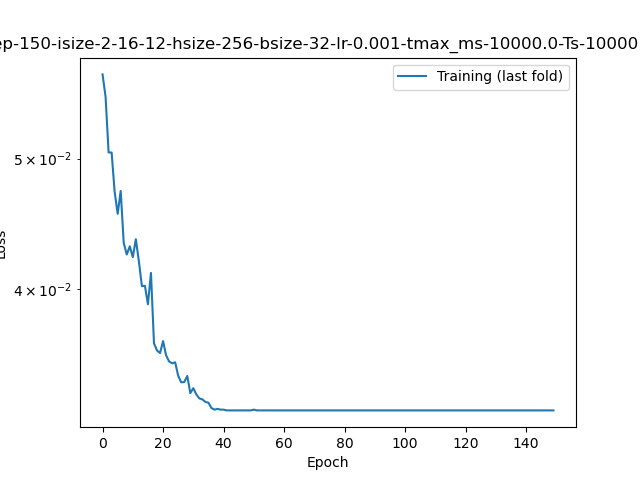 ep-150-isize-2-16-12-hsize-256-bsize-32-lr-0.001-tmax_ms-10000.0-Ts-10000
Training (last fold)
5 × 10⁻²
4 × 10⁻²
Loss
0 20 40 60 80 100 120 140
Epoch